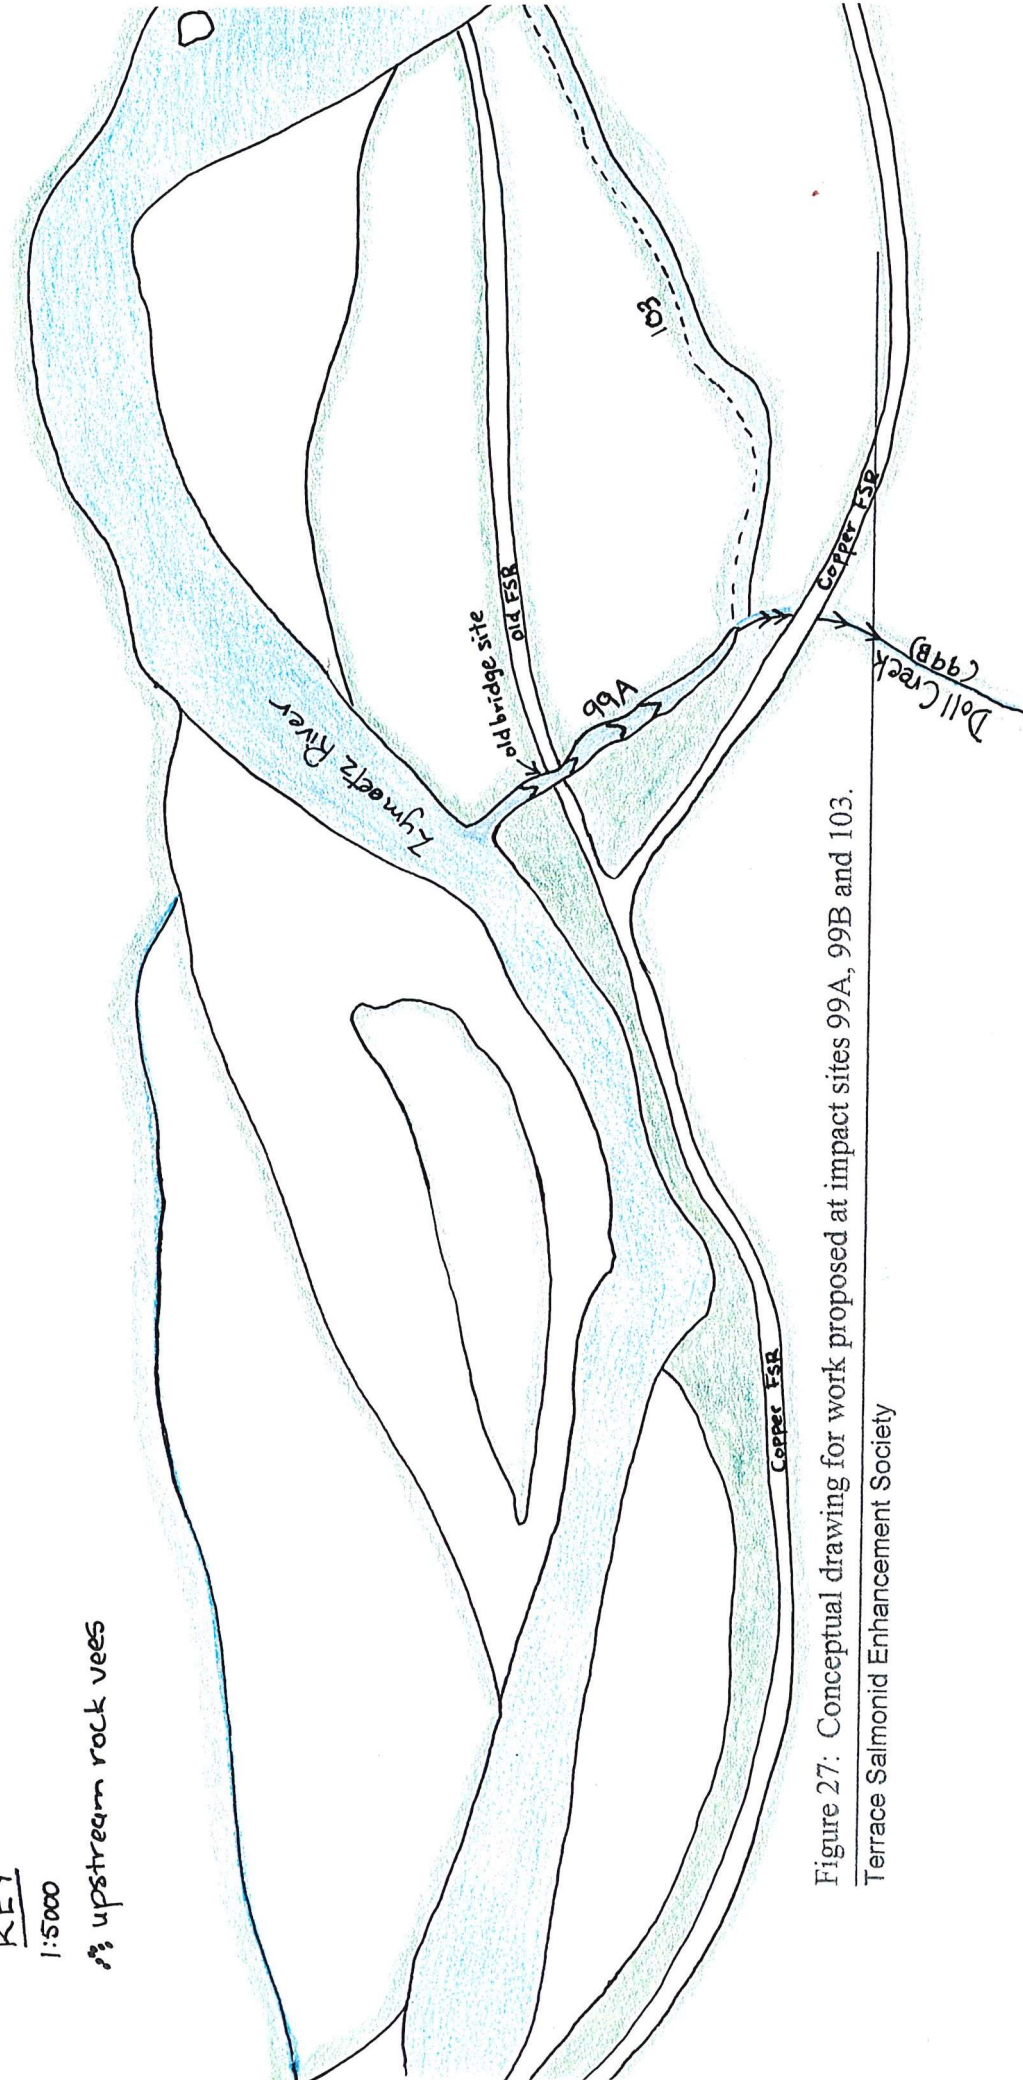 KEY
1:5000
upstream rock vees
Zymoetz River
old bridge site
old FSR
99A
103
Copper FSR
Doll Creek
(99B)
Copper FSR
Figure 27: Conceptual drawing for work proposed at impact sites 99A, 99B and 103.
Terrace Salmonid Enhancement Society